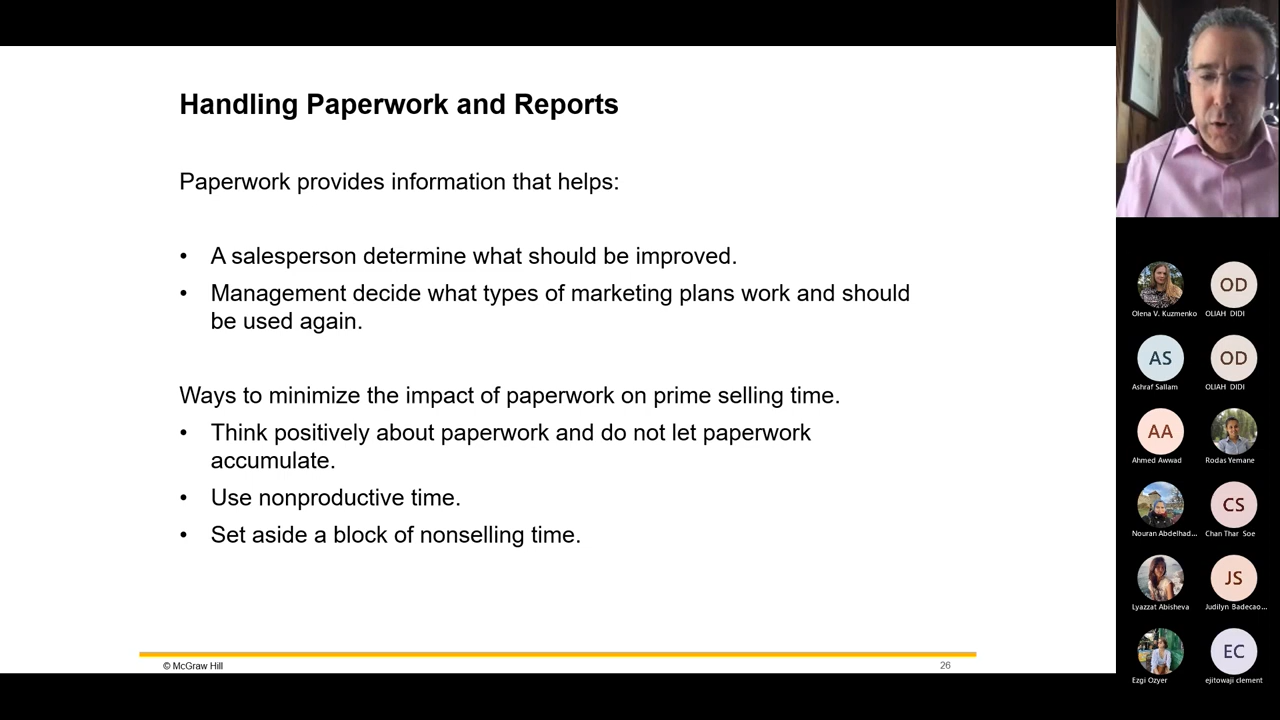 Handling Paperwork and Reports
Paperwork provides information that helps:
• A salesperson determine what should be improved.
• Management decide what types of marketing plans work and should
be used again.
Ways to minimize the impact of paperwork on prime selling time.
• Think positively about paperwork and do not let paperwork
accumulate.
• Use nonproductive time.
• Set aside a block of nonselling time.
© McGraw Hill
26
OD
Olena V. Kuzmenko
OLIAH DIDI
AS
OD
Ashraf Sallam
OLIAH DIDI
AA
Ahmed Awwad
Rodas Yemane
CS
Nouran Abdelhad...
Chan Thar Soe
JS
Lyazzat Abisheva
Judilyn Badecao...
EC
Ezgi Ozyer
ejitowaji clement